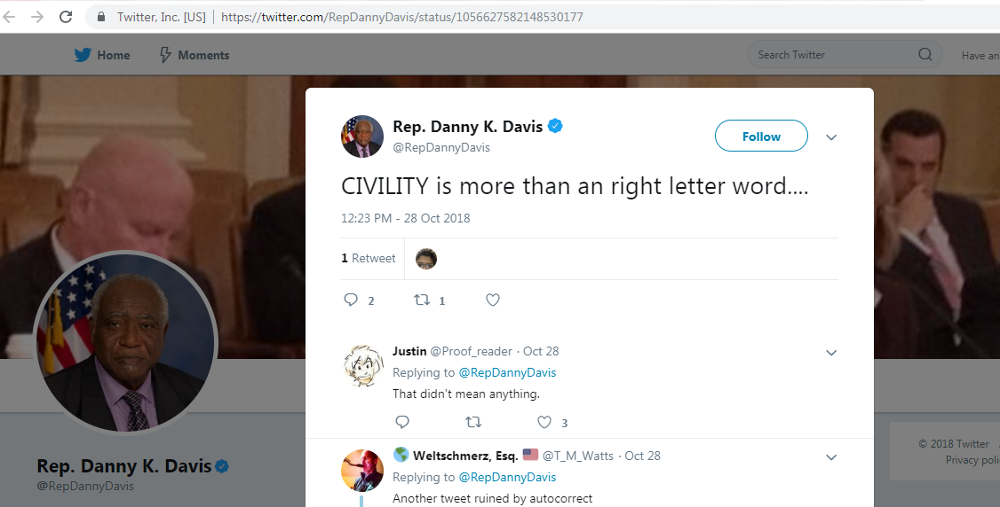 Twitter, Inc. [US] | https://twitter.com/RepDannyDavis/status/1056627582148530177
Home Moments Search Twitter Have an
Rep. Danny K. Davis
@RepDannyDavis
Follow
CIVILITY is more than an right letter word....
12:23 PM - 28 Oct 2018
1 Retweet
2 1
Justin @Proof_reader · Oct 28
Replying to @RepDannyDavis
That didn't mean anything.
3
Weltschmerz, Esq. @T_M_Watts · Oct 28
Replying to @RepDannyDavis
Another tweet ruined by autocorrect
Rep. Danny K. Davis
@RepDannyDavis
© 2018 Twitter
Privacy poli